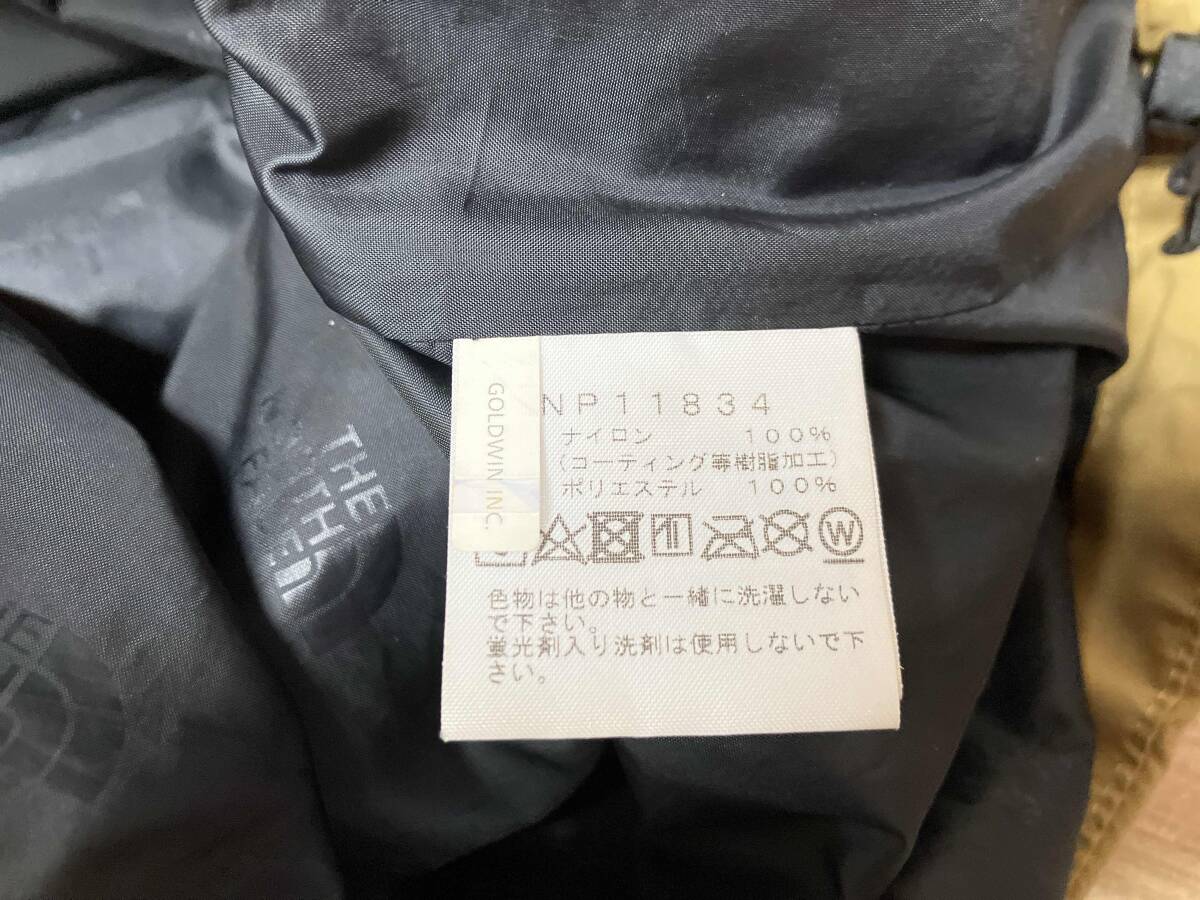 GOLDWIN INC.
NP11834
ナイロン 100%
(コーティング等樹脂加工)
ポリエステル 100%
W
色物は他の物と一緒に洗濯しない
で下さい。
蛍光剤入り洗剤は使用しないで下
さい。
THE